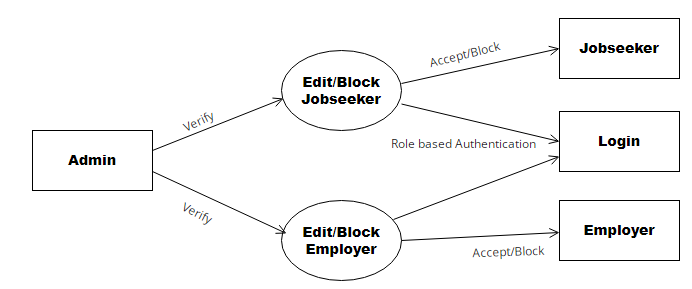 Jobseeker
Accept/Block
Edit/Block
Jobseeker
Verify
Login
Role based Authentication
Admin
Verify
Edit/Block
Employer
Employer
Accept/Block